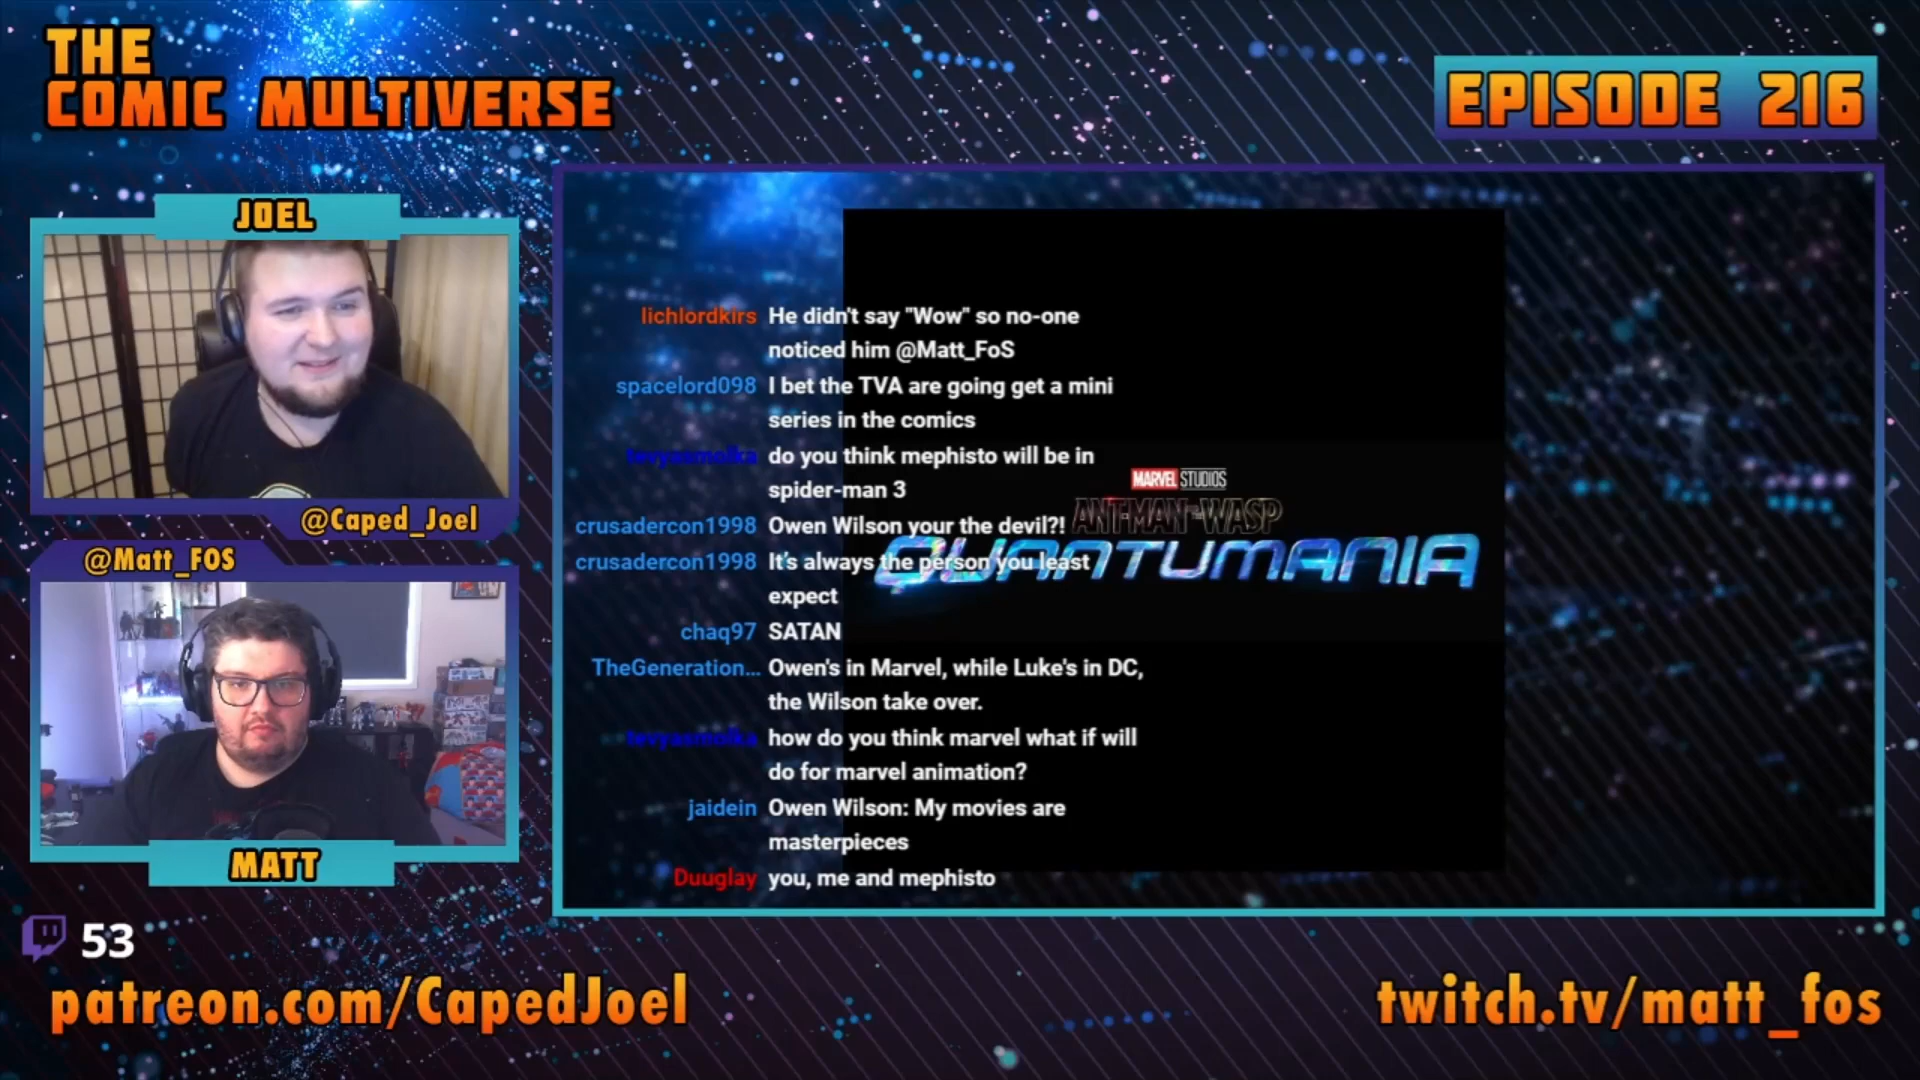 THE
COMIC MULTIVERSE
EPISODE 216
JOEL
@Caped_Joel
@Matt_FOS
MATT
lichlordkirs He didn't say "Wow" so no-one
noticed him @Matt_FoS
spacelord098 I bet the TVA are going get a mini
series in the comics
tevyasmolka do you think mephisto will be in
spider-man 3
crusadercon1998 Owen Wilson your the devil?!
crusadercon1998 It's always the person you least
expect
chaq97 SATAN
TheGeneration... Owen's in Marvel, while Luke's in DC,
the Wilson take over.
tevyasmolka how do you think marvel what if will
do for marvel animation?
jaidein Owen Wilson: My movies are
masterpieces
Duuglay you, me and mephisto
MARVEL STUDIOS
ANT-MAN AND THE WASP
QUANTUMANIA
53
patreon.com/CapedJoel
twitch.tv/matt_fos